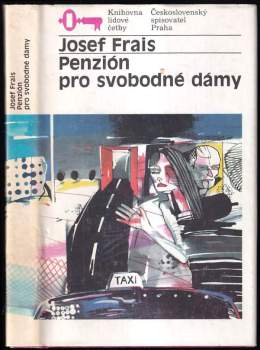 Knihovna
lidové
četby
Československý
spisovatel
Praha
Josef Frais
Penzión
pro svobodné dámy
Josef Frais
Penzión
pro svobodné dámy
TAXI